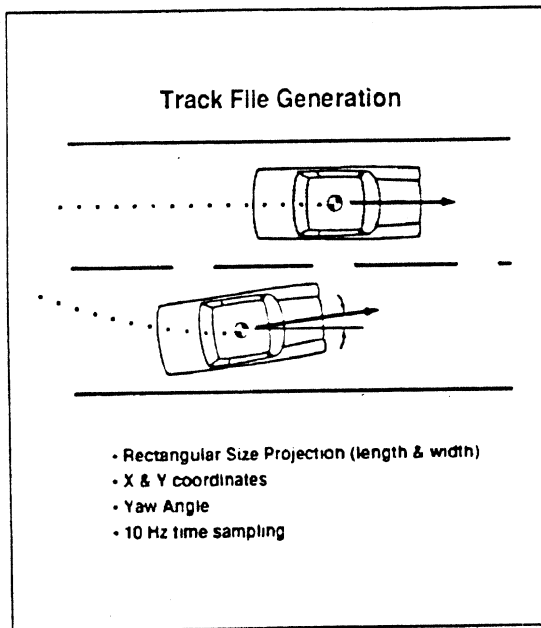 Track File Generation
• Rectangular Size Projection (length & width)
• X & Y coordinates
• Yaw Angle
• 10 Hz time sampling